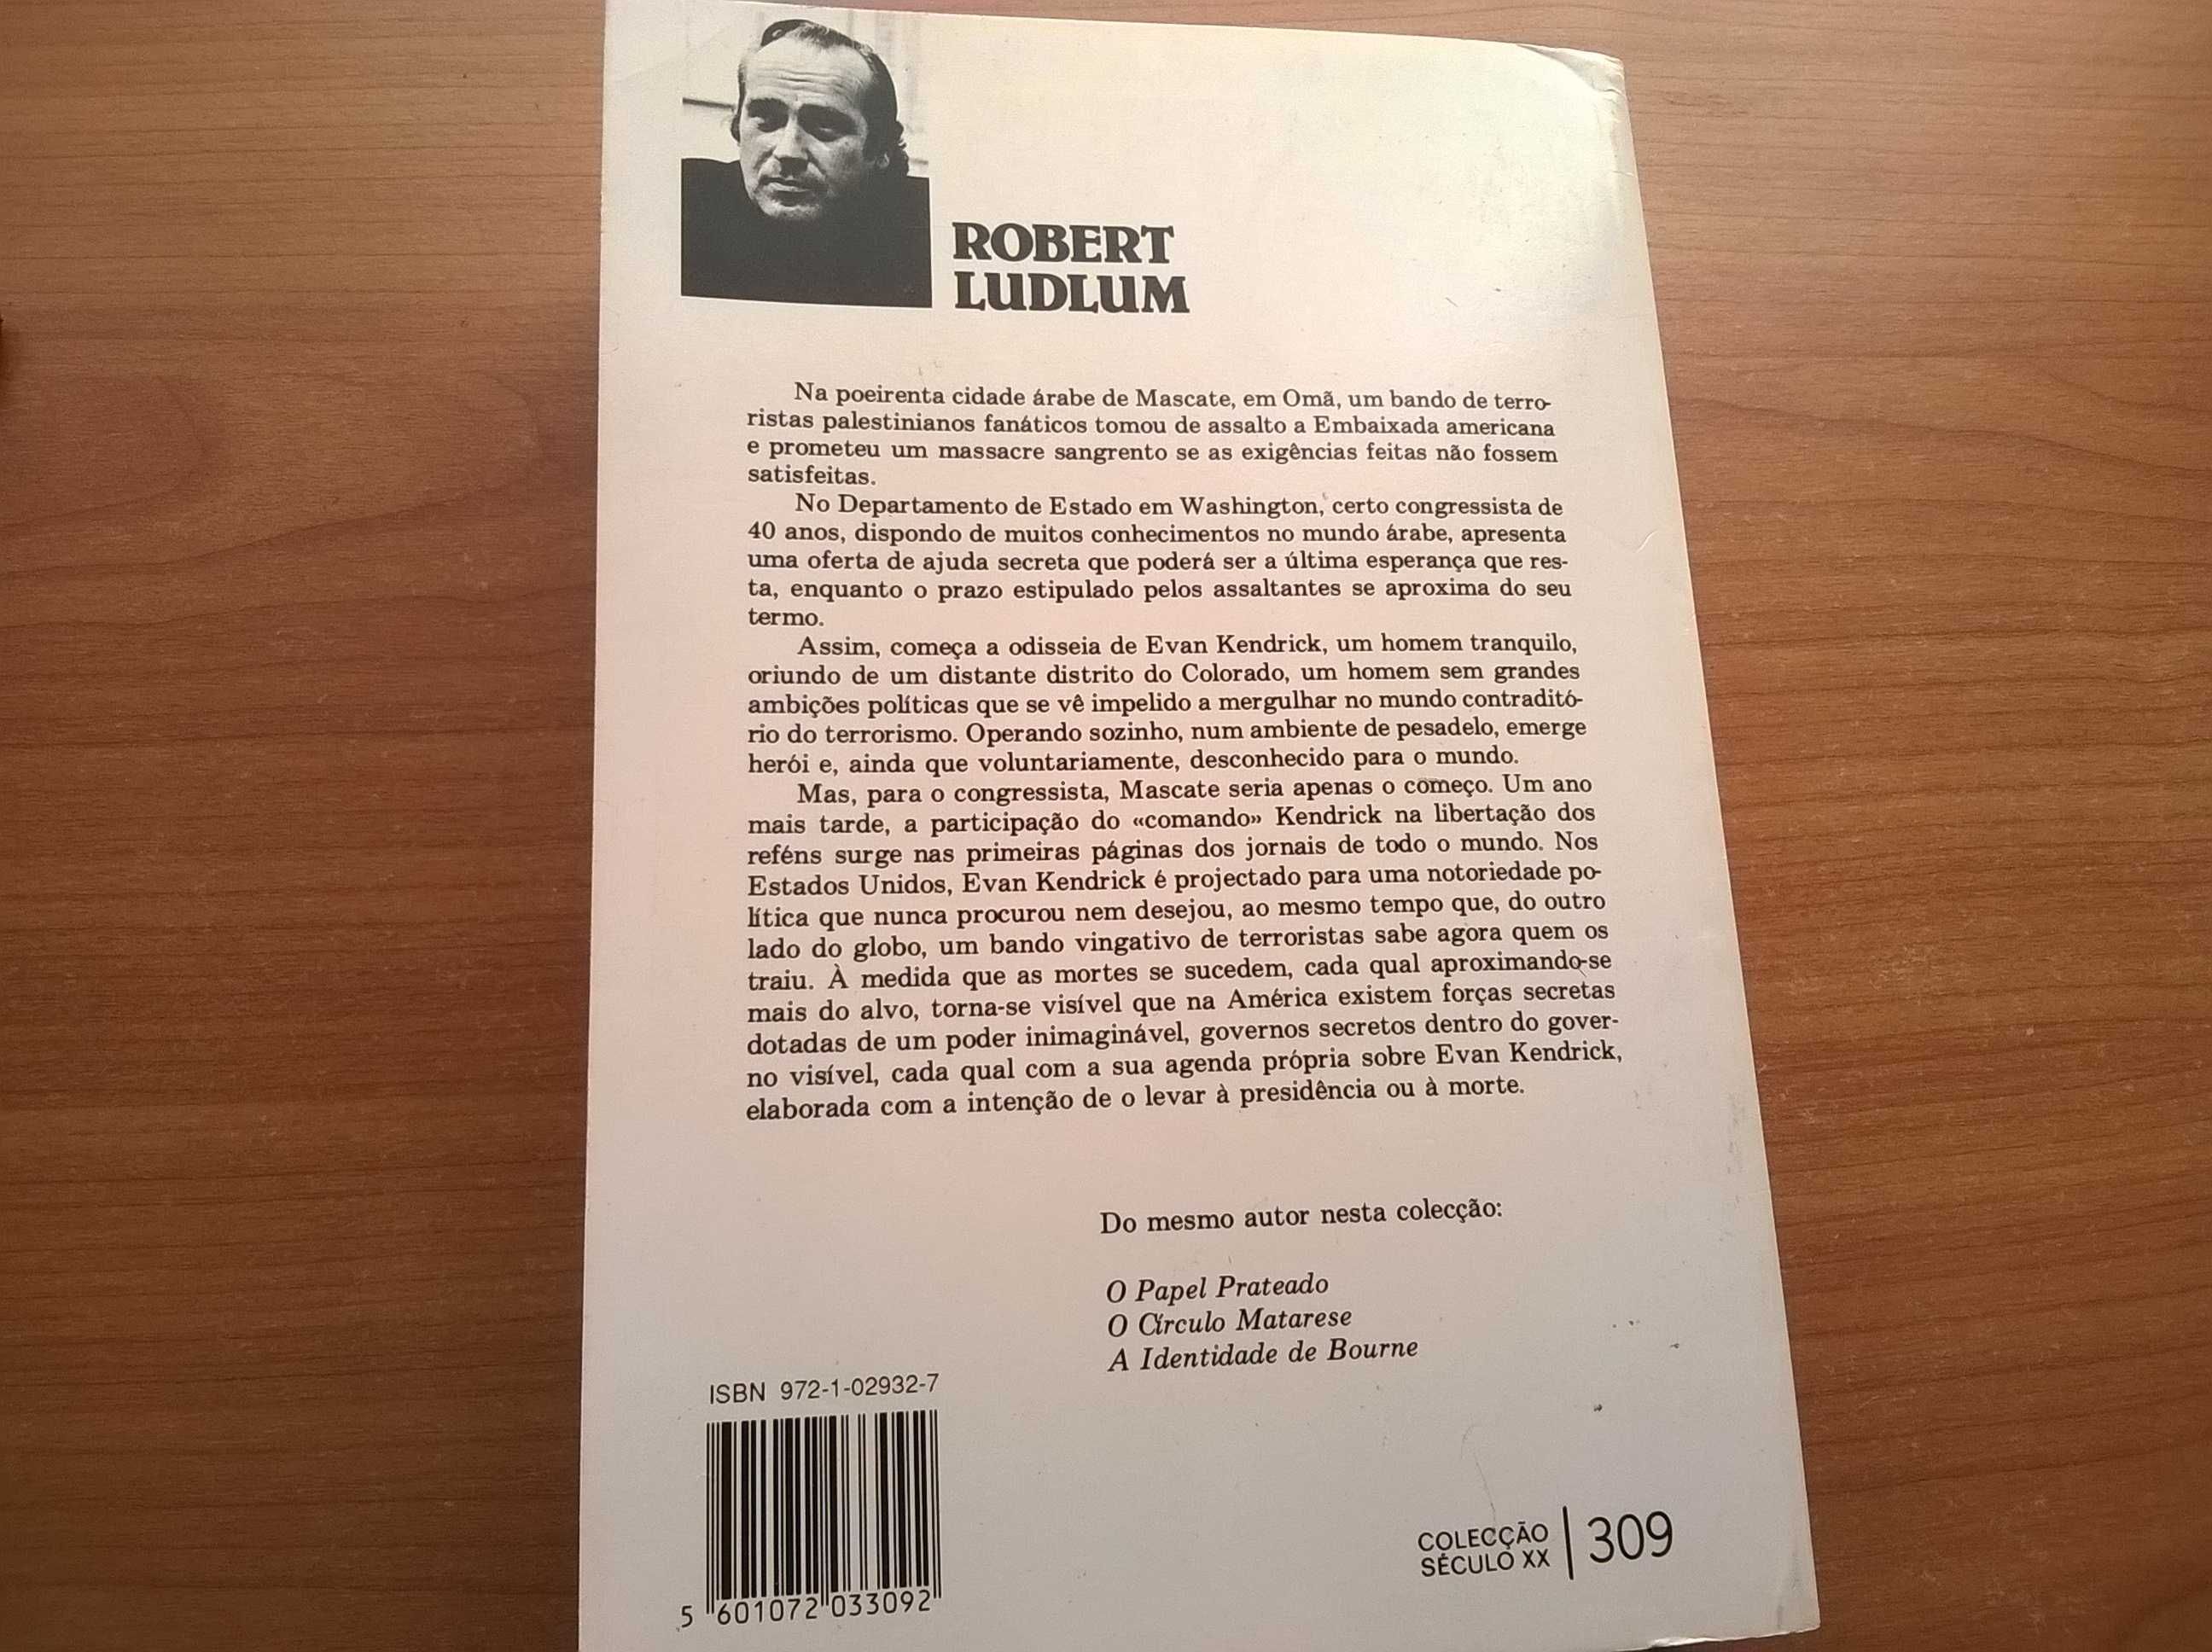 ROBERT
LUDLUM
Na poeirenta cidade árabe de Mascate, em Omã, um bando de terro-
ristas palestinianos fanáticos tomou de assalto a Embaixada americana
e prometeu um massacre sangrento se as exigências feitas não fossem
satisfeitas.
No Departamento de Estado em Washington, certo congressista de
40 anos, dispondo de muitos conhecimentos no mundo árabe, apresenta
uma oferta de ajuda secreta que poderá ser a última esperança que res-
ta, enquanto o prazo estipulado pelos assaltantes se aproxima do seu
termo.
Assim, começa a odisseia de Evan Kendrick, um homem tranquilo,
oriundo de um distante distrito do Colorado, um homem sem grandes
ambições políticas que se vê impelido a mergulhar no mundo contraditó-
rio do terrorismo. Operando sozinho, num ambiente de pesadelo, emerge
herói e, ainda que voluntariamente, desconhecido para o mundo.
Mas, para o congressista, Mascate seria apenas o começo. Um ano
mais tarde, a participação do «comando» Kendrick na libertação dos
reféns surge nas primeiras páginas dos jornais de todo o mundo. Nos
Estados Unidos, Evan Kendrick é projectado para uma notoriedade po-
lítica que nunca procurou nem desejou, ao mesmo tempo que, do outro
lado do globo, um bando vingativo de terroristas sabe agora quem os
traiu. À medida que as mortes se sucedem, cada qual aproximando-se
mais do alvo, torna-se visível que na América existem forças secretas
dotadas de um poder inimaginável, governos secretos dentro do gover-
no visível, cada qual com a sua agenda própria sobre Evan Kendrick,
elaborada com a intenção de o levar à presidência ou à morte.
Do mesmo autor nesta colecção:
O Papel Prateado
O Círculo Matarese
A Identidade de Bourne
ISBN 972-1-02932-7
5 601072 033092
COLECÇÃO
SÉCULO XX | 309